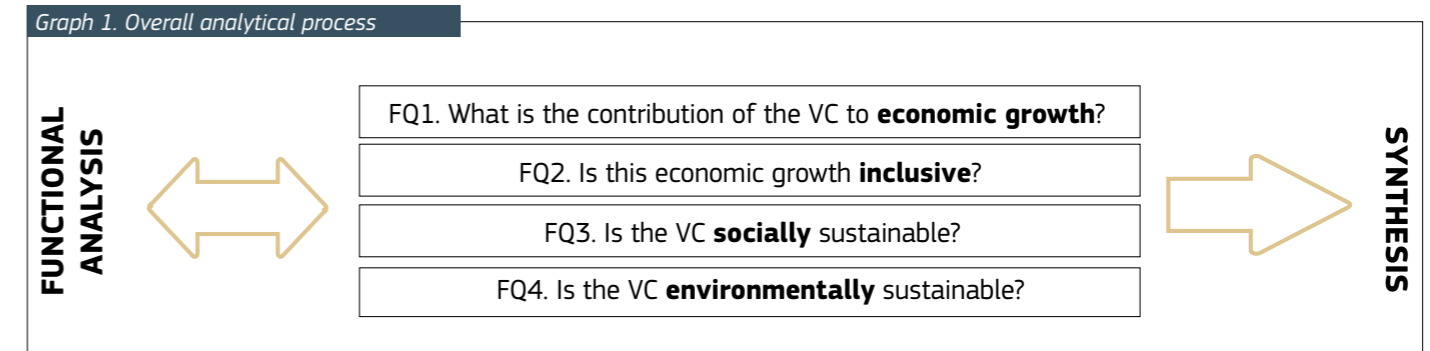 Graph 1. Overall analytical process
FUNCTIONAL
ANALYSIS
FQ1. What is the contribution of the VC to economic growth?
FQ2. Is this economic growth inclusive?
FQ3. Is the VC socially sustainable?
FQ4. Is the VC environmentally sustainable?
SYNTHESIS